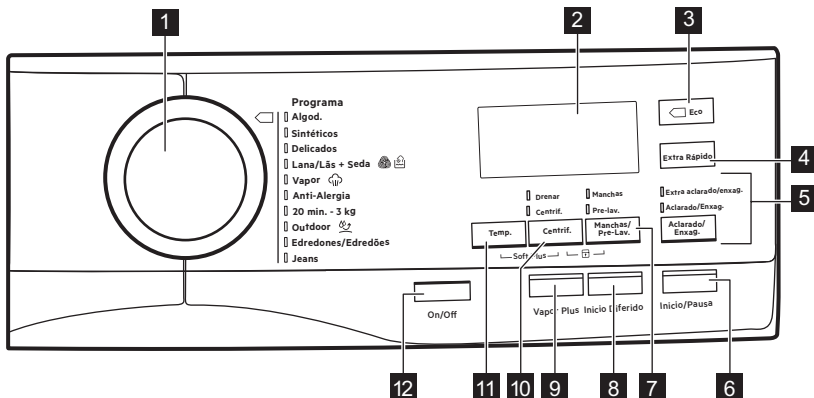 1
2
3
Programa
Algod.
Sintéticos
Delicados
Lana/Lãs + Seda
Vapor
Anti-Alergia
20 min. - 3 kg
Outdoor
Edredones/Edredões
Jeans
Eco
Extra Rápido
4
5
Drenar
Centrif.
Manchas
Pre-lav.
Extra aclarado/enxag.
Aclarado/Enxag.
Temp.
Centrif.
Manchas/
Pre-Lav.
Aclarado/
Enxag.
Soft Plus
On/Off
Vapor Plus
Inicio Diferido
Inicio/Pausa
12
11
10
9
8
7
6